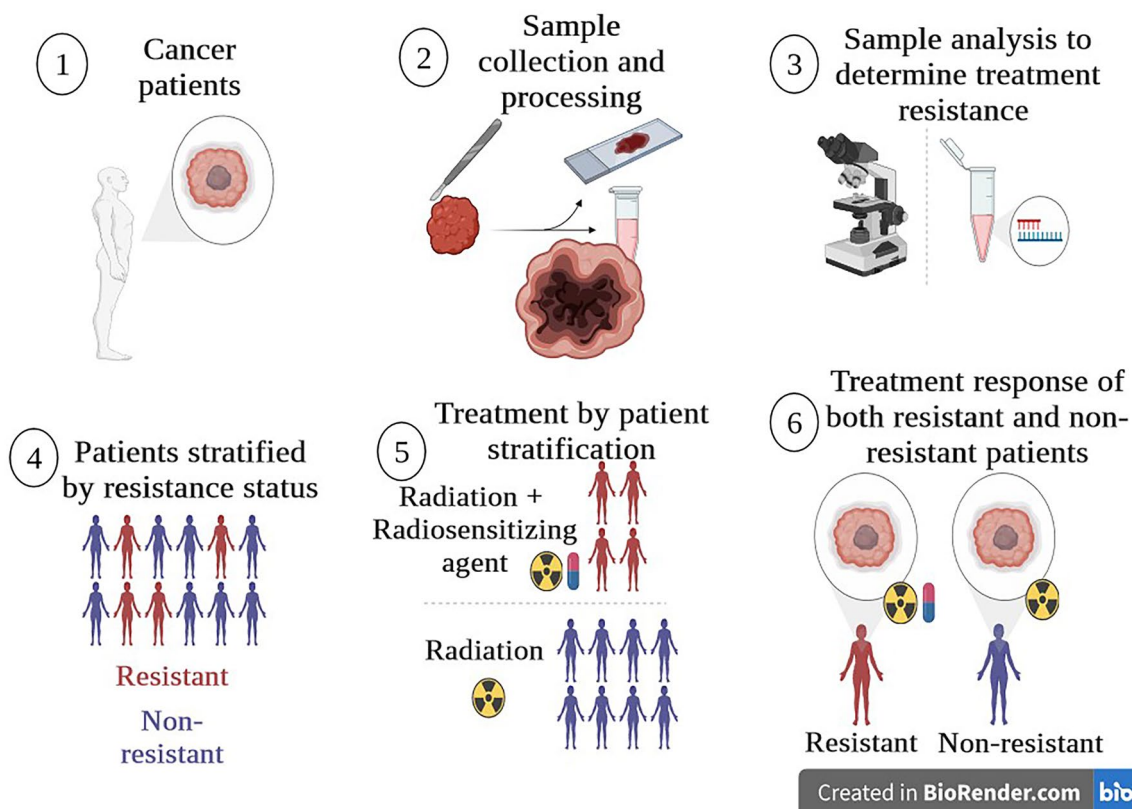 1
Cancer
patients
2
Sample
collection and
processing
3
Sample analysis to
determine treatment
resistance
4
Patients stratified
by resistance status
Resistant
Non-
resistant
5
Treatment by patient
stratification
Radiation +
Radiosensitizing
agent
Radiation
6
Treatment response of
both resistant and non-
resistant patients
Resistant
Non-resistant
Created in BioRender.com
bio